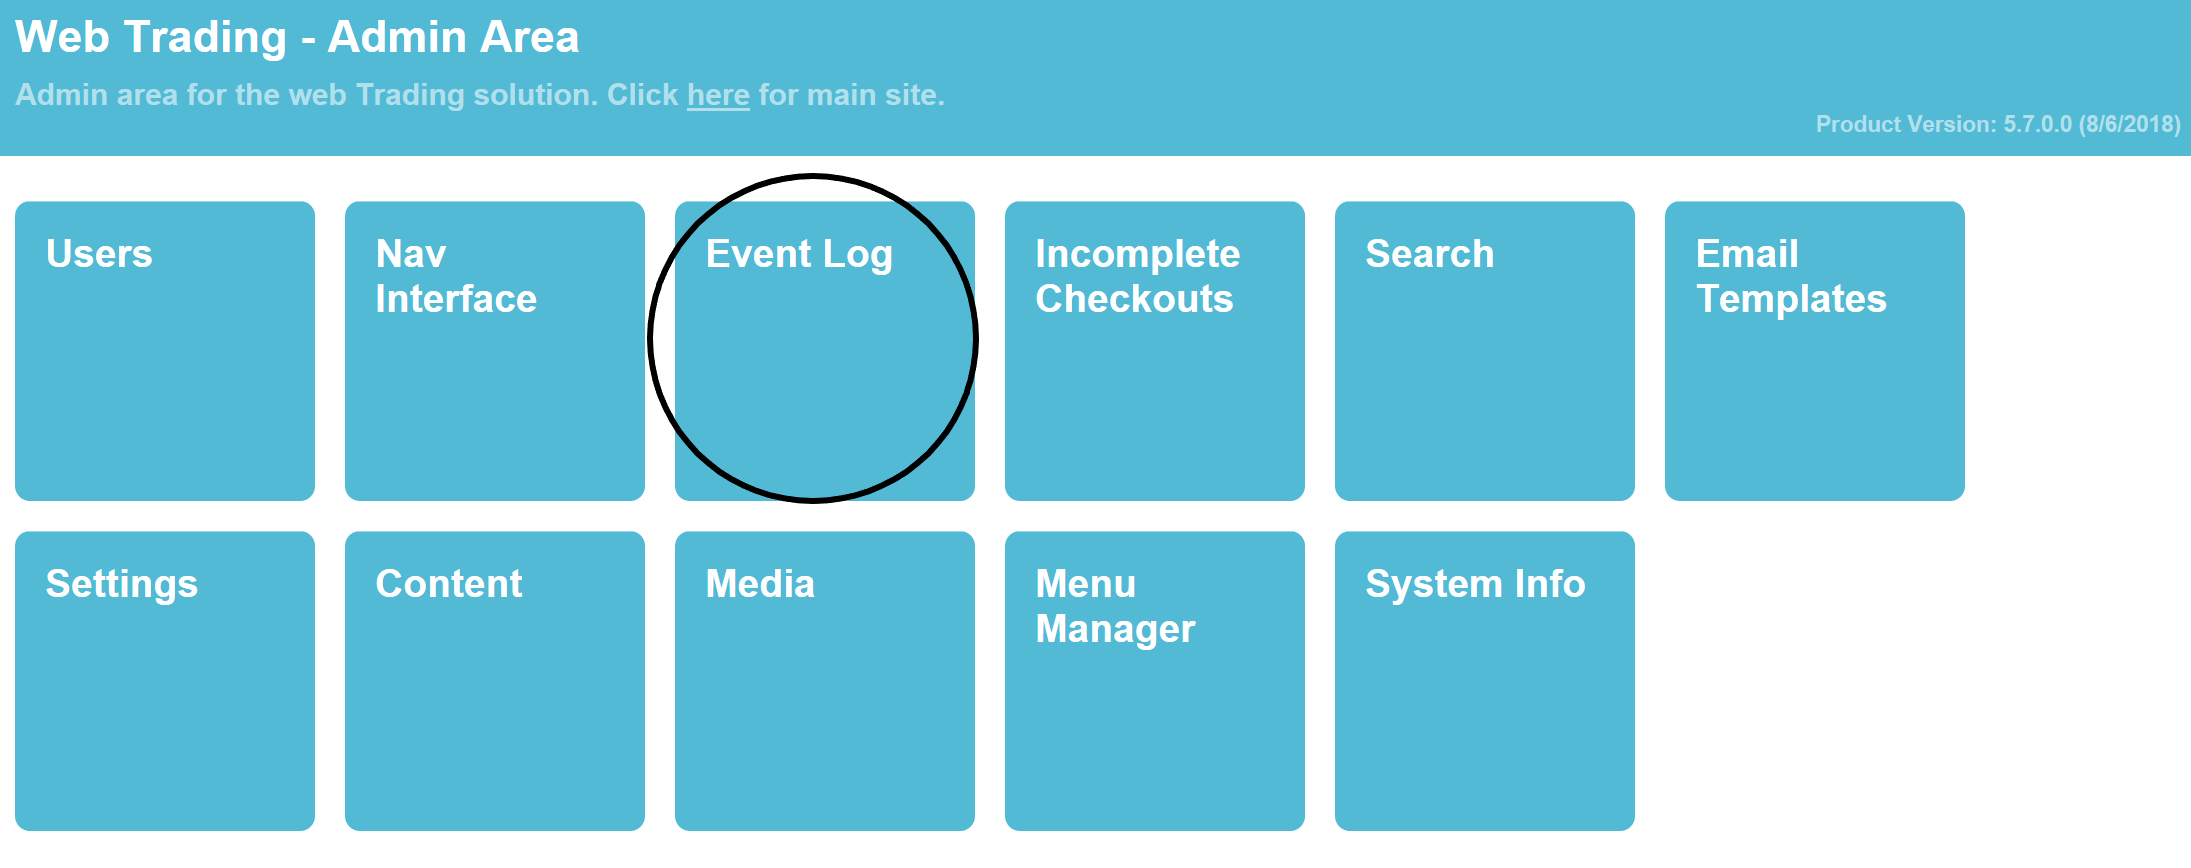 Web Trading - Admin Area
Admin area for the web Trading solution. Click here for main site.
Product Version: 5.7.0.0 (8/6/2018)
Users
Nav
Interface
Event Log
Incomplete
Checkouts
Search
Email
Templates
Settings
Content
Media
Menu
Manager
System Info